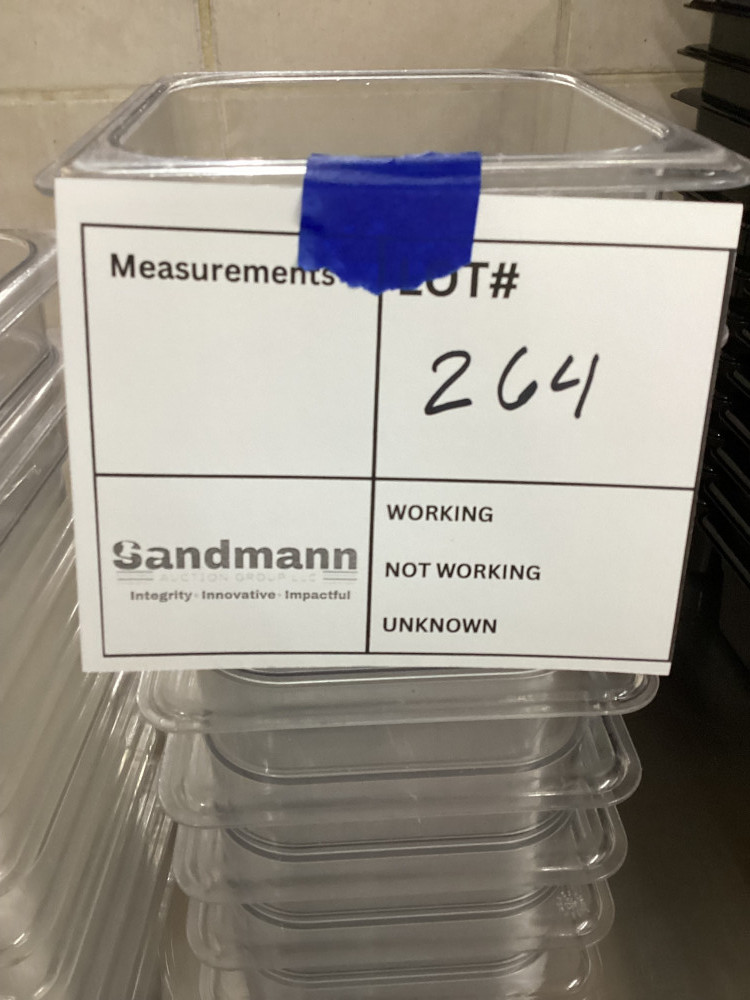 Measurements
LOT#
264
Sandmann
AUCTION GROUP LLC
Integrity · Innovative · Impactful
WORKING
NOT WORKING
UNKNOWN